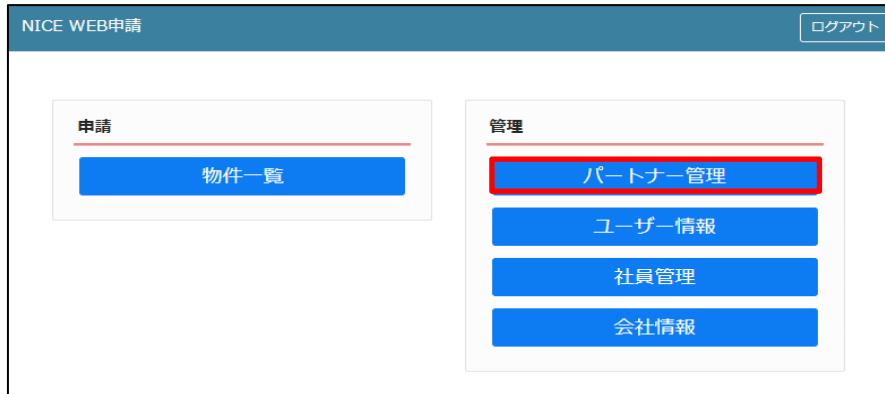 NICE WEB申請
ログアウト
申請
物件一覧
管理
パートナー管理
ユーザー情報
社員管理
会社情報